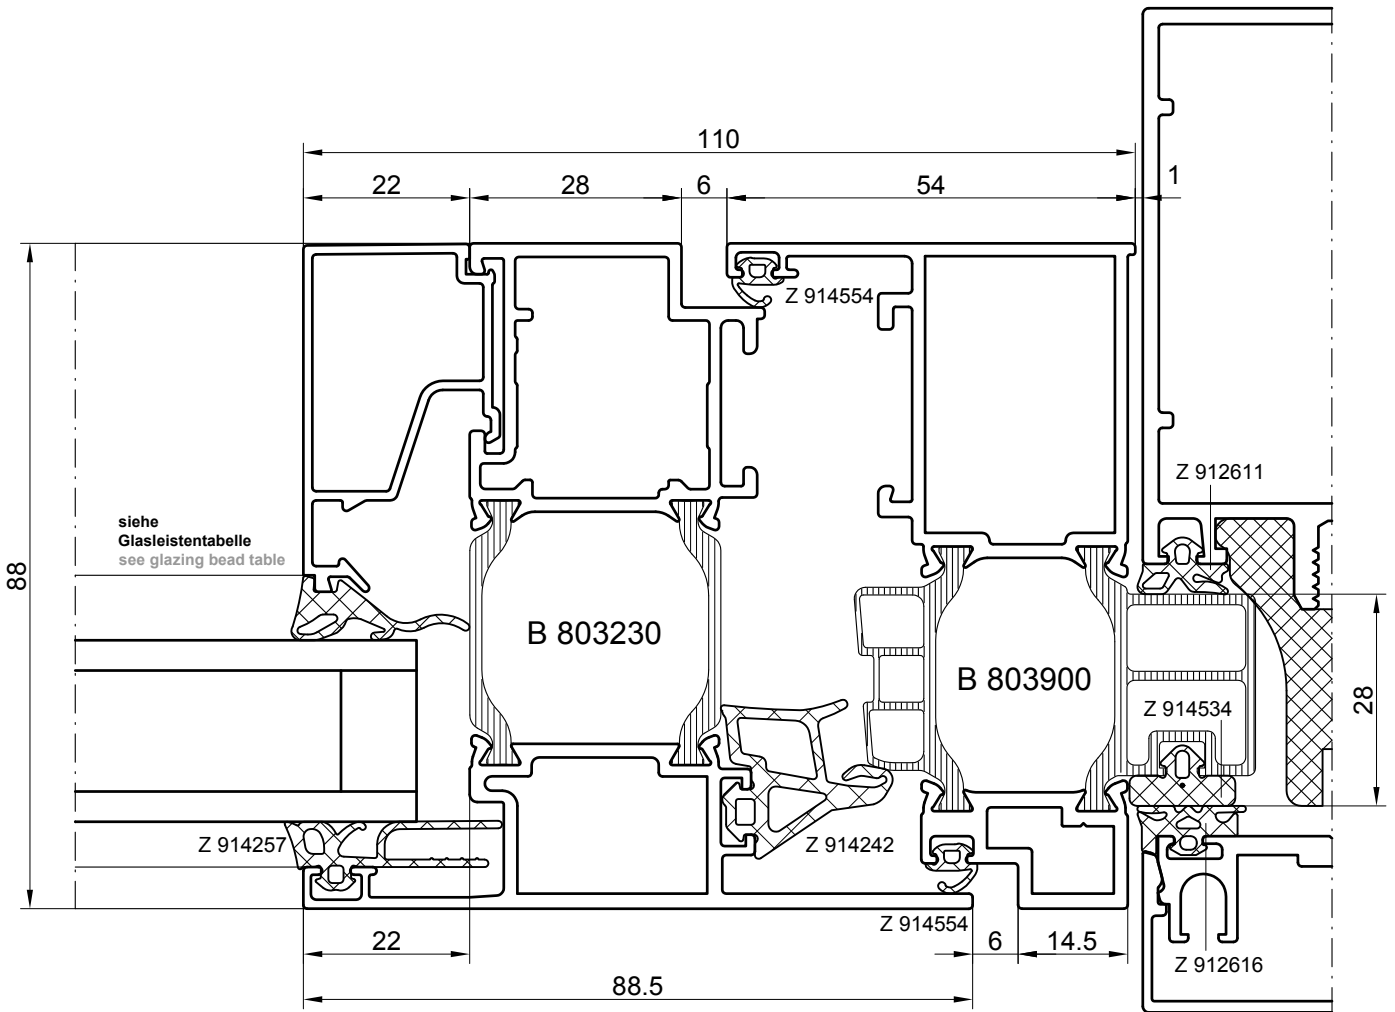 110
22
28
6
54
1
Z 914554
Z 912611
siehe
Glasleistentabelle
see glazing bead table
88
B 803230
B 803900
28
Z 914534
Z 914257
Z 914242
Z 914554
22
6
14.5
Z 912616
88.5